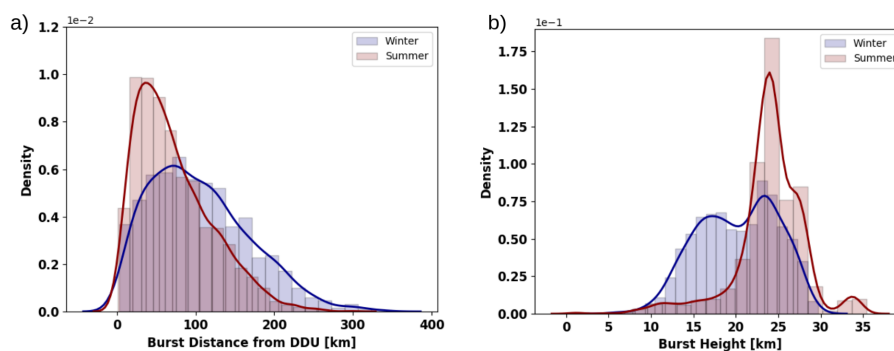 a)
1e−2
1.2
1.0
0.8
0.6
0.4
0.2
0.0
Density
0 100 200 300 400
Burst Distance from DDU [km]
Winter
Summer
b)
1e−1
1.75
1.50
1.25
1.00
0.75
0.50
0.25
0.00
Density
0 5 10 15 20 25 30 35
Burst Height [km]
Winter
Summer